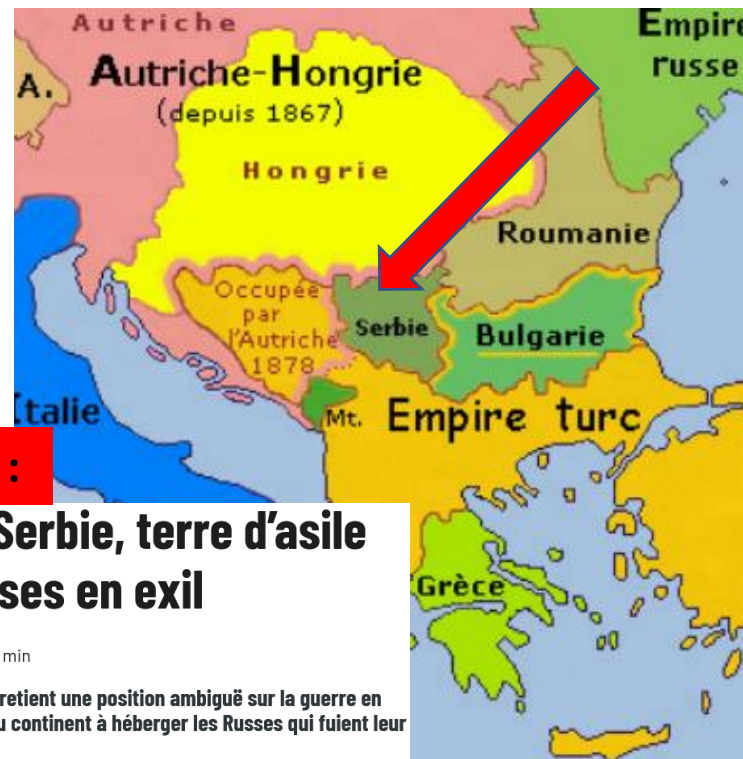 Autriche
Empire
russe
A.
Autriche-Hongrie
(depuis 1867)
Hongrie
Roumanie
Occupée
par
l'Autriche
1878
Serbie
Bulgarie
Italie
Mt.
Empire turc
Grèce
:
Serbie, terre d'asile
ses en exil
min
retient une position ambiguë sur la guerre en
u continent à héberger les Russes qui fuient leur